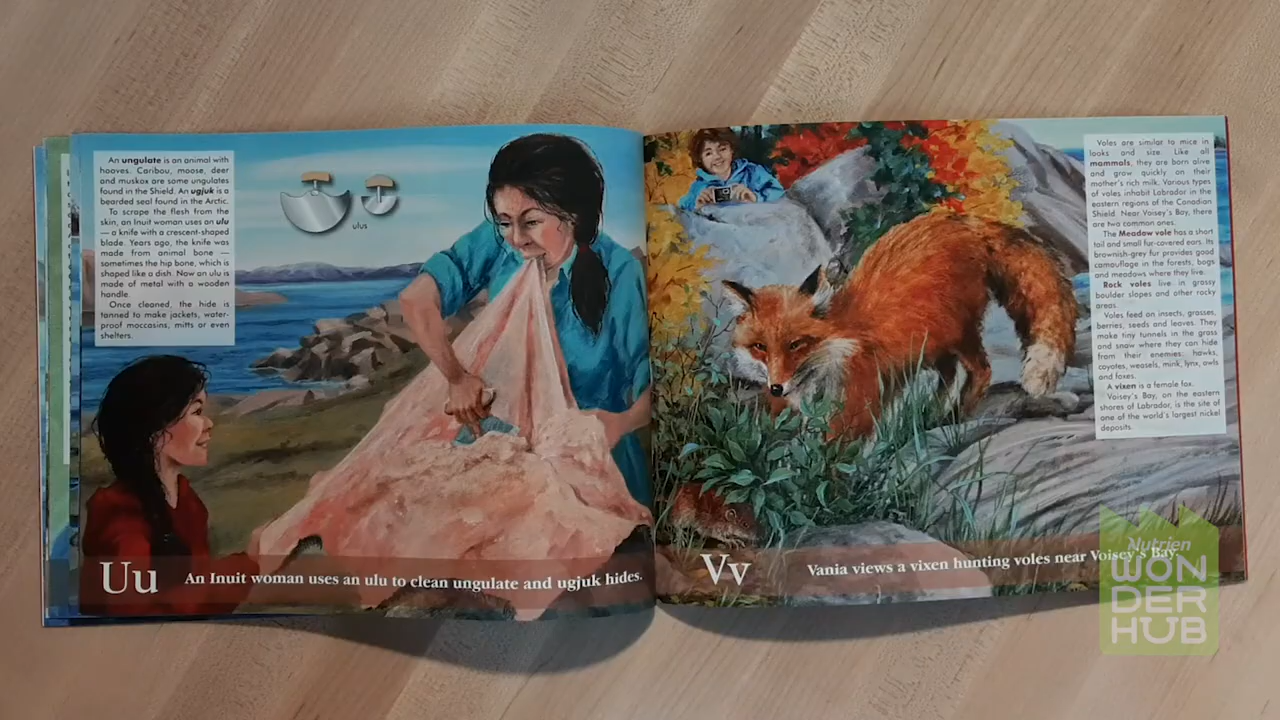 An ungulate is an animal with
hooves. Caribou, moose, deer
and muskox are some ungulates
found in the Shield. An ugjuk is a
bearded seal found in the Arctic.
To scrape the flesh from the
skin, an Inuit woman uses an ulu
— a knife with a crescent-shaped
blade. Years ago, the knife was
made from animal bone —
sometimes the hip bone, which is
shaped like a dish. Now an ulu is
made of metal with a wooden
handle.
Once cleaned, the hide is
tanned to make jackets, water-
proof moccasins, mitts or even
shelters.
ulus
Uu
An Inuit woman uses an ulu to clean ungulate and ugjuk hides.
Voles are similar to mice in
looks and size. Like all
mammals, they are born alive
and grow quickly on their
mother's rich milk. Various types
of voles inhabit Labrador in the
eastern regions of the Canadian
Shield. Near Voisey's Bay, there
are two common ones.
The Meadow vole has a short
tail and small fur-covered ears. Its
brownish-grey fur provides good
camouflage in the forests, bogs
and meadows where they live.
Rock voles live in grassy
boulder slopes and other rocky
areas.
Voles feed on insects, grasses,
berries, seeds and leaves. They
make tiny tunnels in the grass
and snow where they can hide
from their enemies: hawks,
coyotes, weasels, mink, lynx, owls
and foxes.
A vixen is a female fox.
Voisey's Bay, on the eastern
shores of Labrador, is the site of
one of the world's largest nickel
deposits.
Vv
Vania views a vixen hunting voles near Voisey's Bay.
Nutrien
WON
DER
HUB